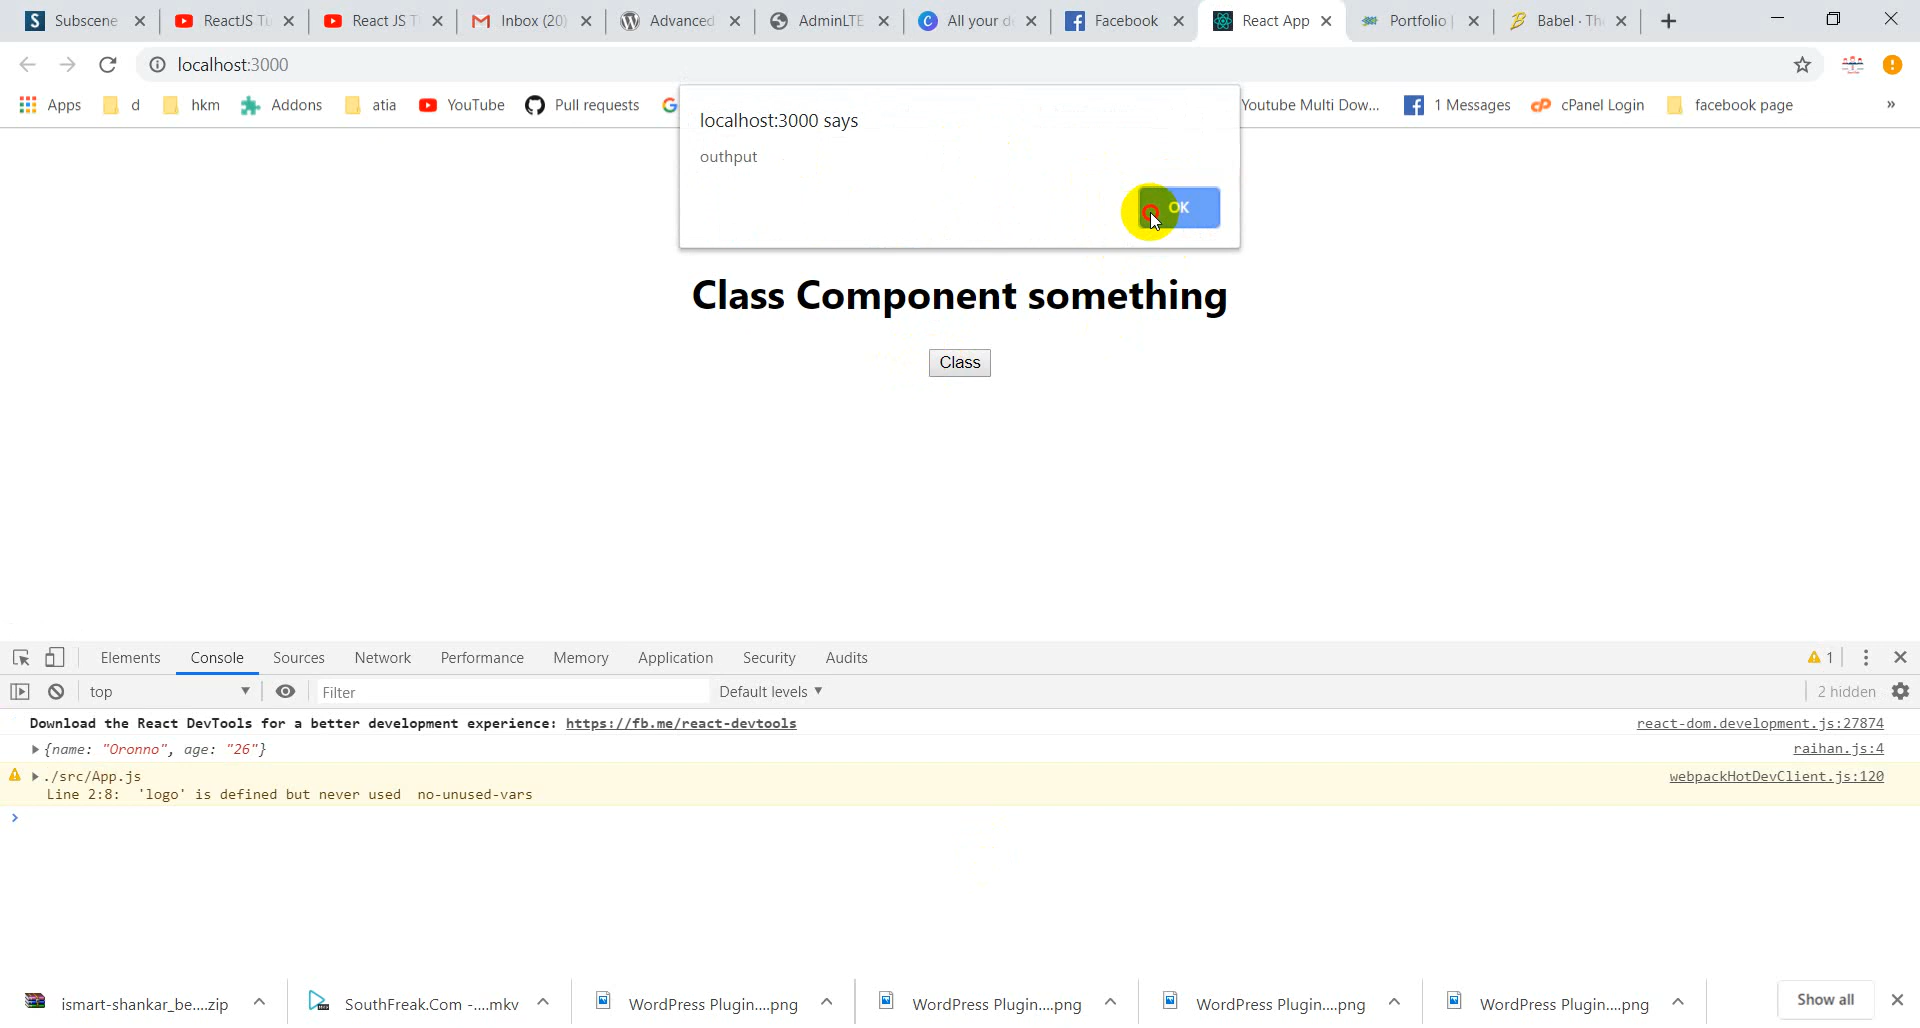 Subscene
ReactJS Tu
React JS T
Inbox (20)
Advanced
AdminLTE
All your de
Facebook
React App
Portfolio |
Babel · The
localhost:3000
Apps
d
hkm
Addons
atia
YouTube
Pull requests
Youtube Multi Dow...
1 Messages
cPanel Login
facebook page
»
localhost:3000 says
outhput
OK
Class Component something
Class
Elements Console Sources Network Performance Memory Application Security Audits
1
top
Filter
Default levels
2 hidden
Download the React DevTools for a better development experience: https://fb.me/react-devtools
react-dom.development.js:27874
{name: "Oronno", age: "26"}
raihan.js:4
./src/App.js
webpackHotDevClient.js:120
Line 2:8: 'logo' is defined but never used no-unused-vars
ismart-shankar_be....zip
SouthFreak.Com -....mkv
WordPress Plugin....png
WordPress Plugin....png
WordPress Plugin....png
WordPress Plugin....png
Show all